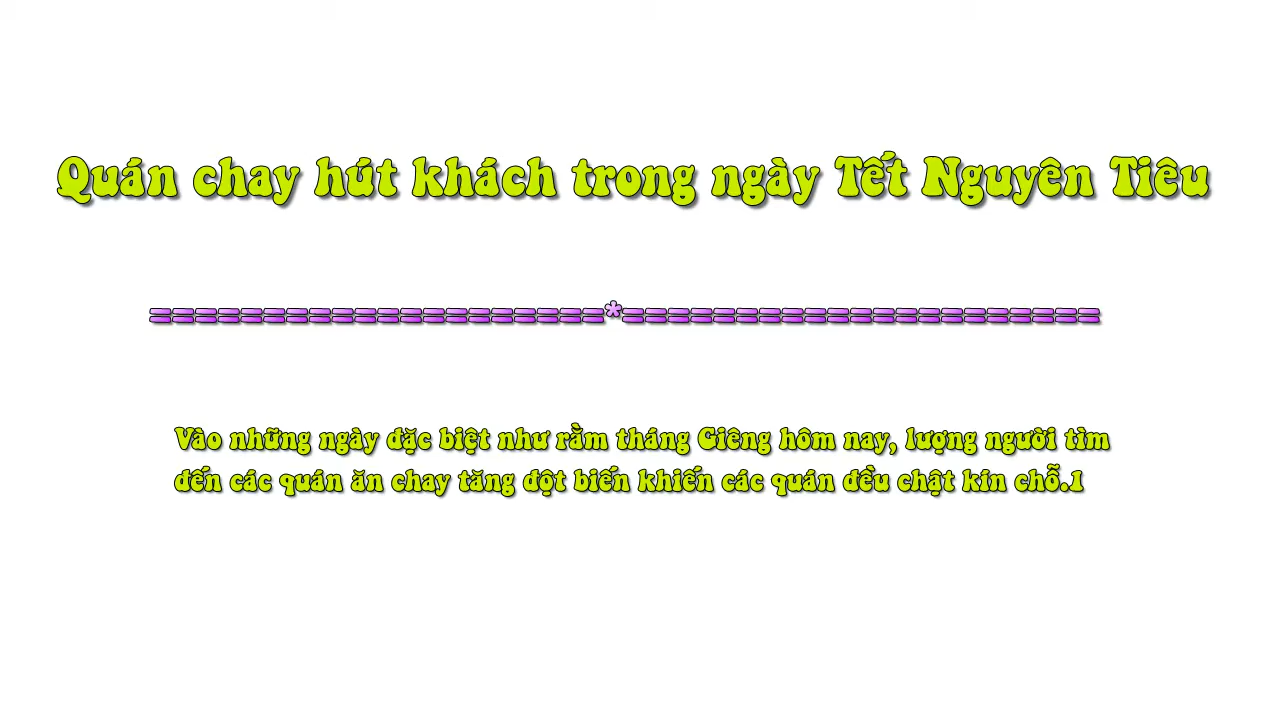 Quán chay hút khách trong ngày Tết Nguyên Tiêu
====================*=====================
Vào những ngày đặc biệt như rằm tháng Giêng hôm nay, lượng người tìm
đến các quán ăn chay tăng đột biến khiến các quán đều chật kín chỗ.1